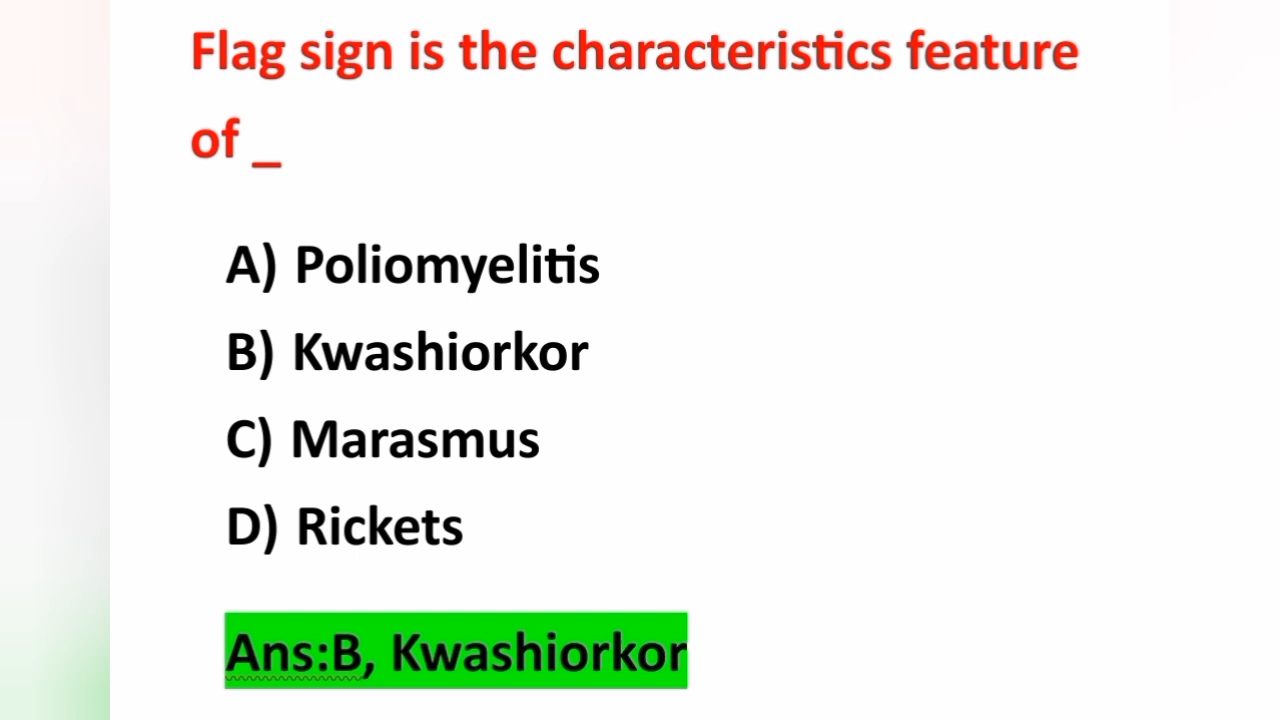 Flag sign is the characteristics feature
of _
A) Poliomyelitis
B) Kwashiorkor
C) Marasmus
D) Rickets
Ans:B, Kwashiorkor